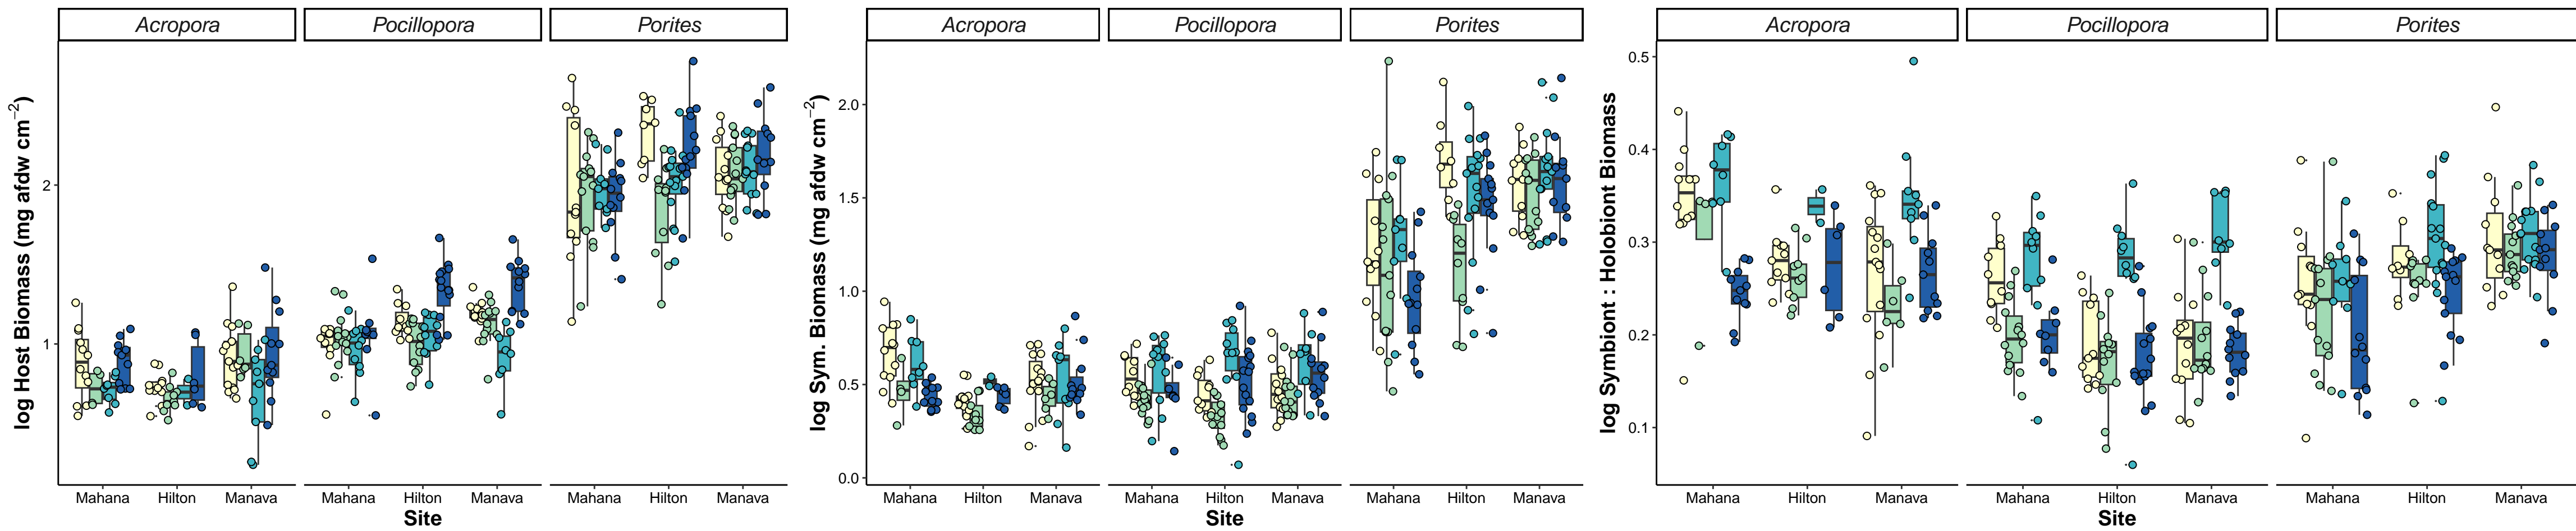 Acropora Pocillopora Porites
log Host Biomass (mg afdw cm−2)
2
1
Mahana Hilton Manava Mahana Hilton Manava Mahana Hilton Manava
Site
Acropora Pocillopora Porites
log Sym. Biomass (mg afdw cm−2)
2.0
1.5
1.0
0.5
0.0
Mahana Hilton Manava Mahana Hilton Manava Mahana Hilton Manava
Site
Acropora Pocillopora Porites
log Symbiont : Holobiont Biomass
0.5
0.4
0.3
0.2
0.1
Mahana Hilton Manava Mahana Hilton Manava Mahana Hilton Manava
Site